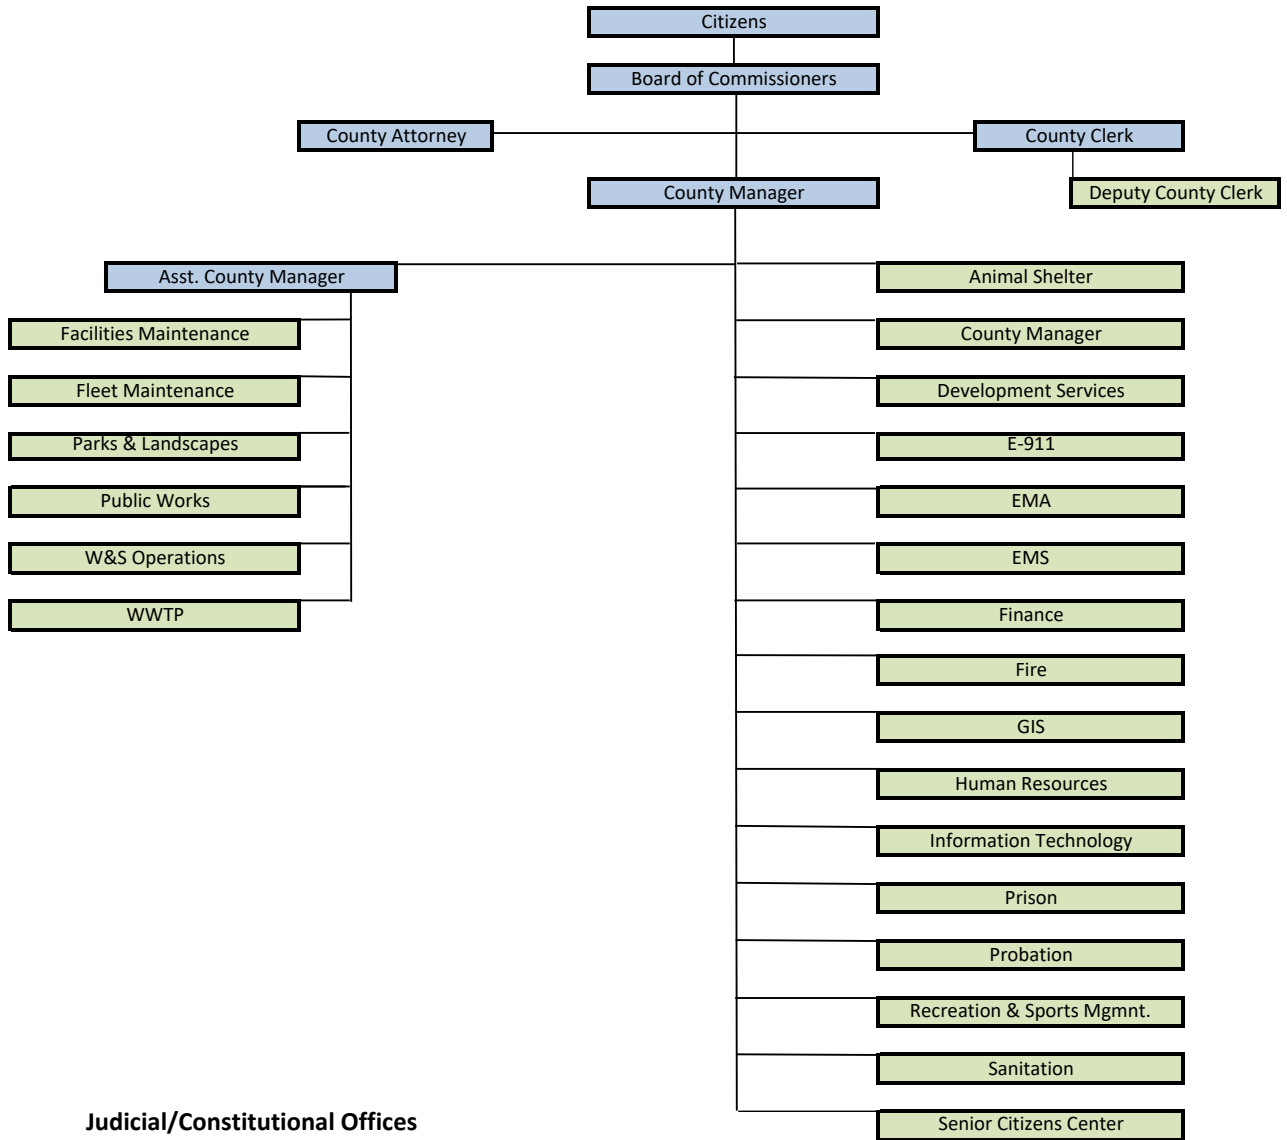 Citizens
Board of Commissioners
County Attorney
County Clerk
County Manager
Deputy County Clerk
Asst. County Manager
Animal Shelter
Facilities Maintenance
County Manager
Fleet Maintenance
Development Services
Parks & Landscapes
E-911
Public Works
EMA
W&S Operations
EMS
WWTP
Finance
Fire
GIS
Human Resources
Information Technology
Prison
Probation
Recreation & Sports Mgmnt.
Sanitation
Judicial/Constitutional Offices
Senior Citizens Center